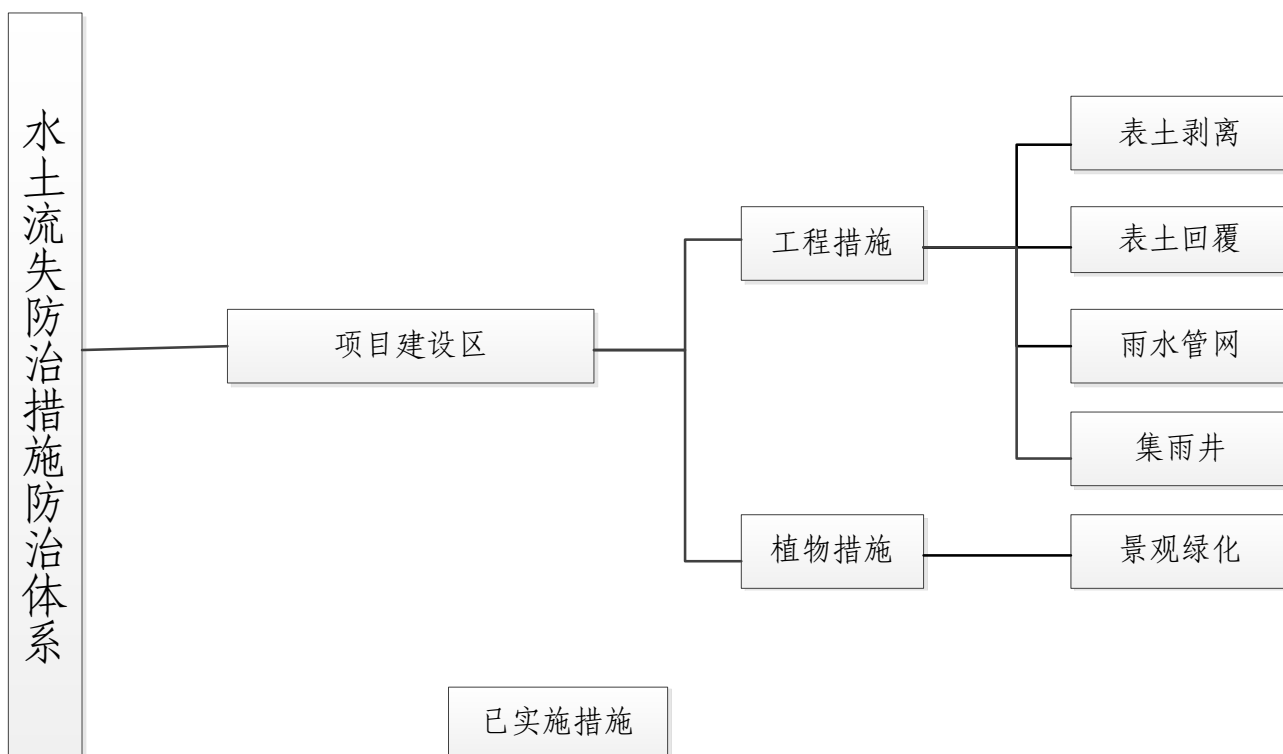 水土流失防治措施防治体系
项目建设区
工程措施
表土剥离
表土回覆
雨水管网
集雨井
植物措施
景观绿化
已实施措施